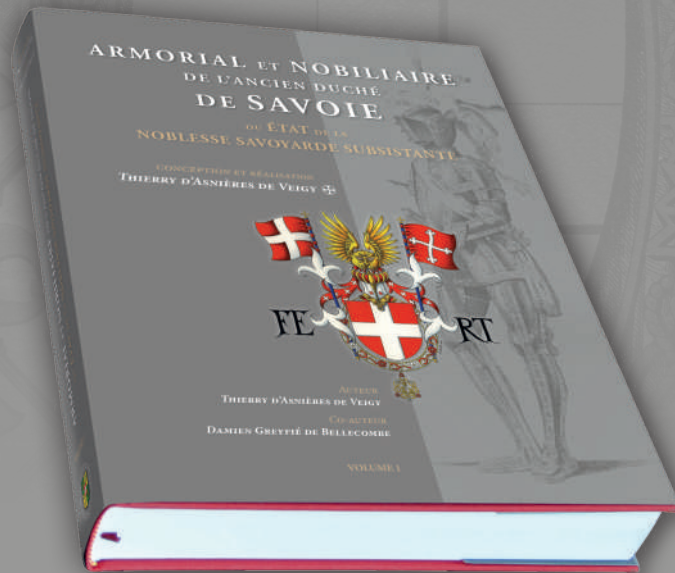 ARMORIAL ET NOBILIAIRE
DE L'ANCIEN DUCHÉ
DE SAVOIE
OU ÉTAT DE LA
NOBLESSE SAVOYARDE SUBSISTANTE
CONCEPTION ET RÉALISATION
THIERRY D'ASNIÈRES DE VEIGY
FE RT
AUTEUR
THIERRY D'ASNIÈRES DE VEIGY
CO-AUTEUR
DAMIEN GREYFIÉ DE BELLECOMBE
VOLUME I